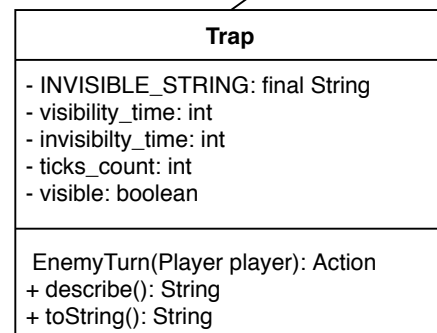 Trap
- INVISIBLE_STRING: final String
- visibility_time: int
- invisibilty_time: int
- ticks_count: int
- visible: boolean
EnemyTurn(Player player): Action
+ describe(): String
+ toString(): String